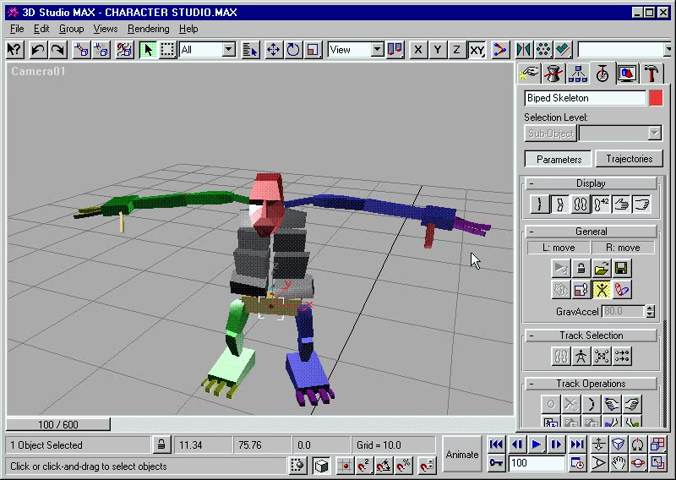 3D Studio MAX - CHARACTER STUDIO.MAX
File Edit Group Views Rendering Help
All View X Y Z XY
Camera01
Biped Skeleton
Selection Level:
Sub-Object
Parameters Trajectories
- Display
- General
L: move R: move
GravAccel 80.0
- Track Selection
- Track Operations
y
x
100 / 600
1 Object Selected 11.34 75.76 0.0 Grid = 10.0 Animate
Click or click-and-drag to select objects 100